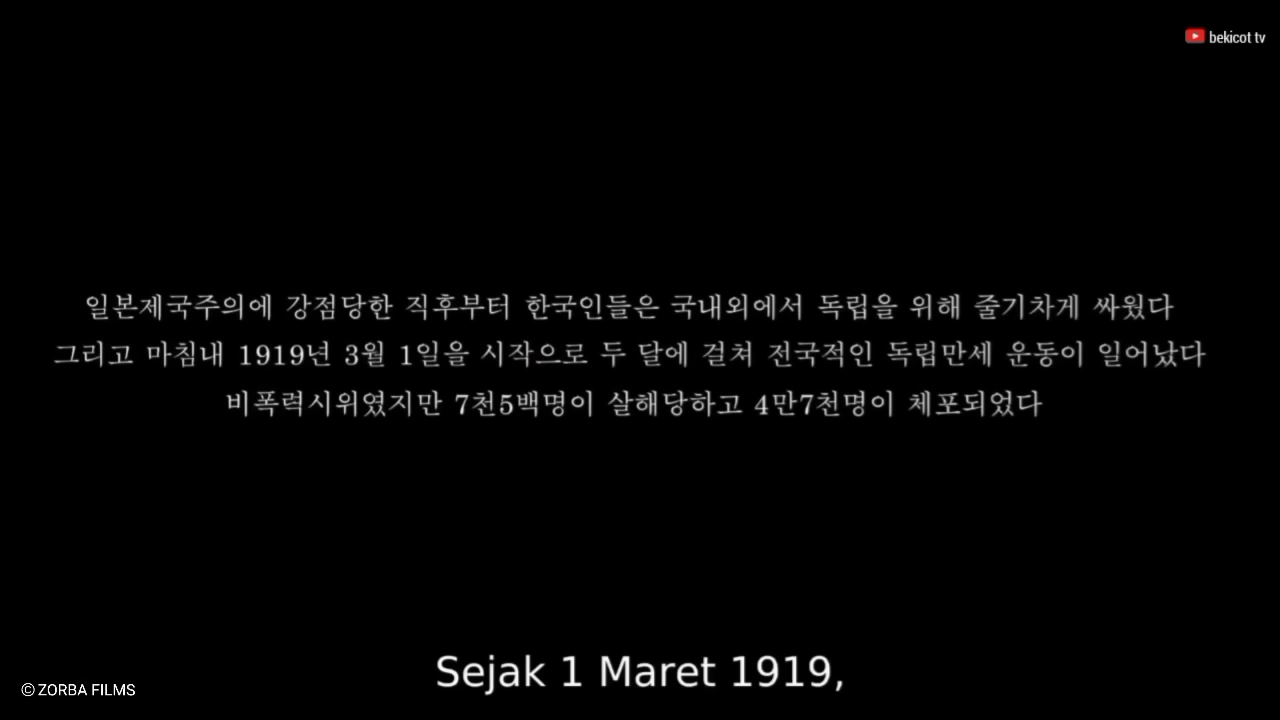 bekicot tv
일본제국주의에 강점당한 직후부터 한국인들은 국내외에서 독립을 위해 줄기차게 싸웠다
그리고 마침내 1919년 3월 1일을 시작으로 두 달에 걸쳐 전국적인 독립만세 운동이 일어났다
비폭력시위였지만 7천5백명이 살해당하고 4만7천명이 체포되었다
Sejak 1 Maret 1919,
© ZORBA FILMS